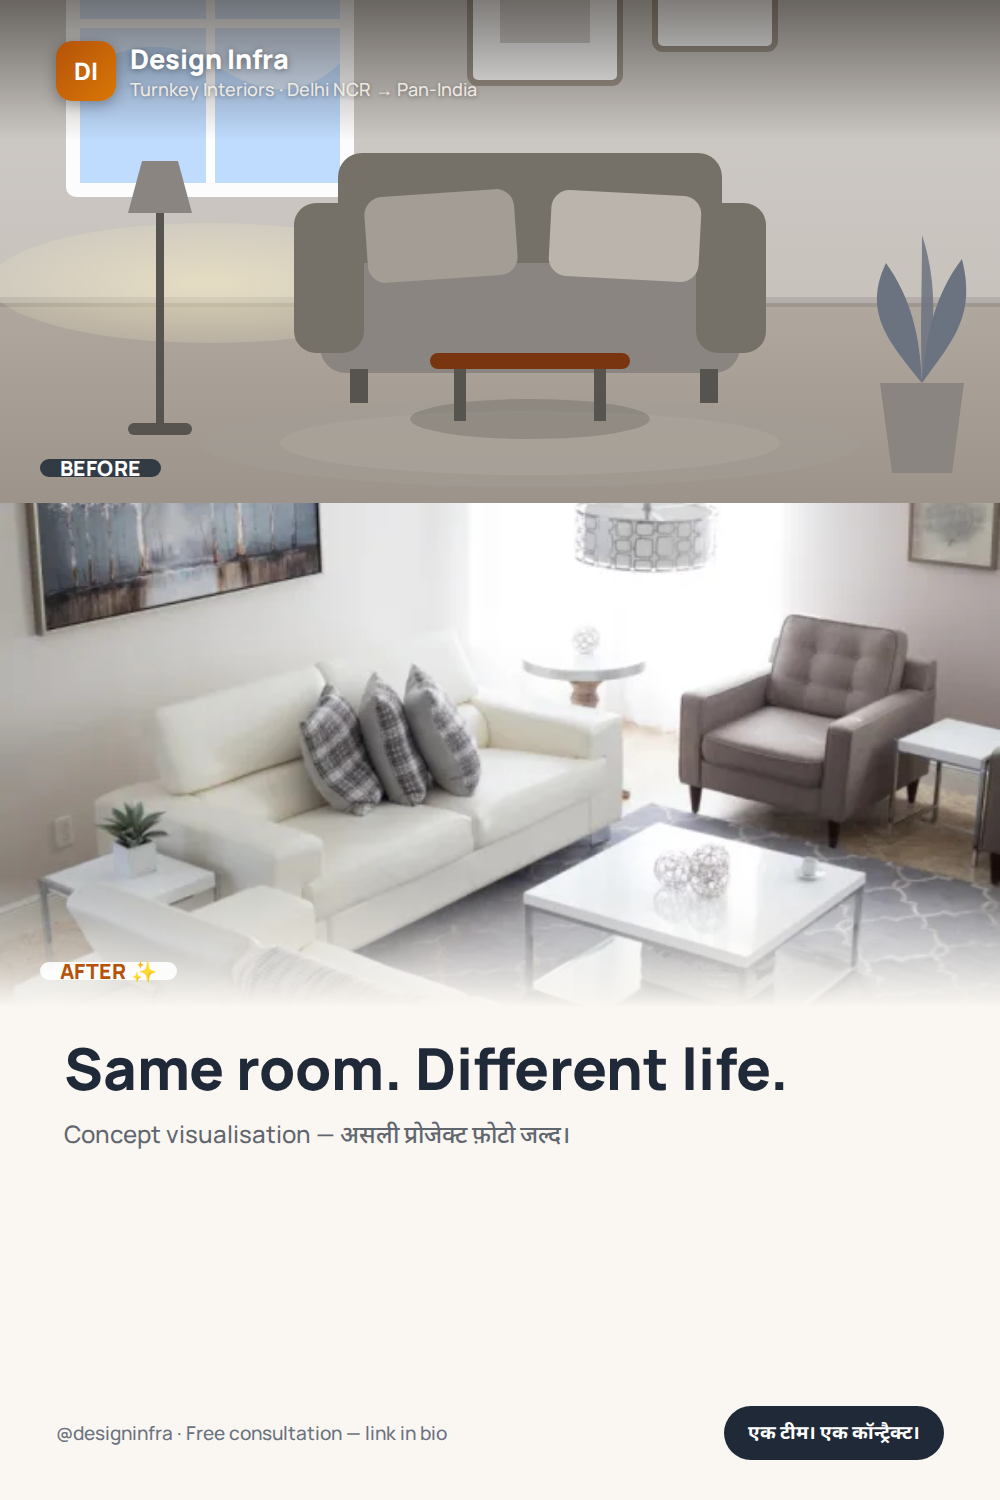 DI
Design Infra
Turnkey Interiors · Delhi NCR → Pan-India
BEFORE
AFTER ✨
Same room. Different life.
Concept visualisation — असली प्रोजेक्ट फ़ोटो जल्द।
@designinfra · Free consultation — link in bio
एक टीम। एक कॉन्ट्रैक्ट।